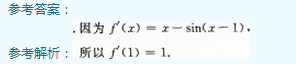 参考答案：
.因为 f′(x) = x − sin(x − 1),
参考解析：所以 f′(1) = 1.